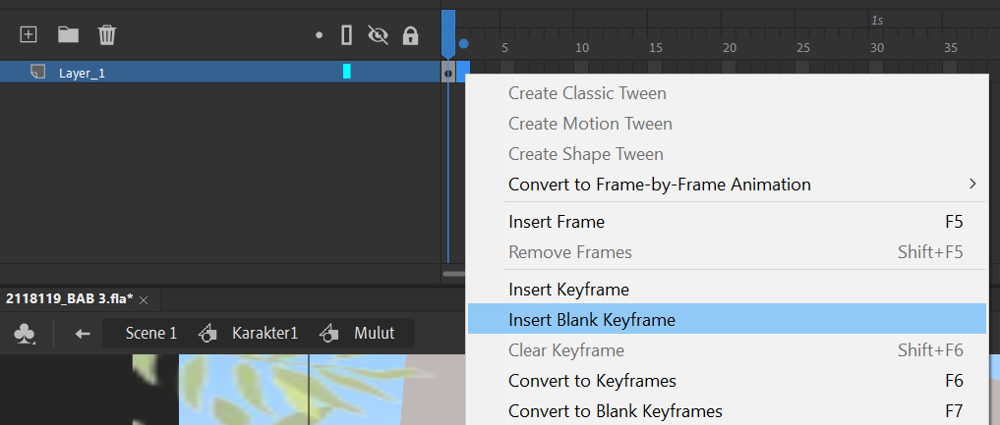 1s
5 10 15 20 25 30 35
Layer_1
Create Classic Tween
Create Motion Tween
Create Shape Tween
Convert to Frame-by-Frame Animation
Insert Frame F5
Remove Frames Shift+F5
Insert Keyframe
Insert Blank Keyframe
Clear Keyframe Shift+F6
Convert to Keyframes F6
Convert to Blank Keyframes F7
2118119_BAB 3.fla*
Scene 1 Karakter1 Mulut